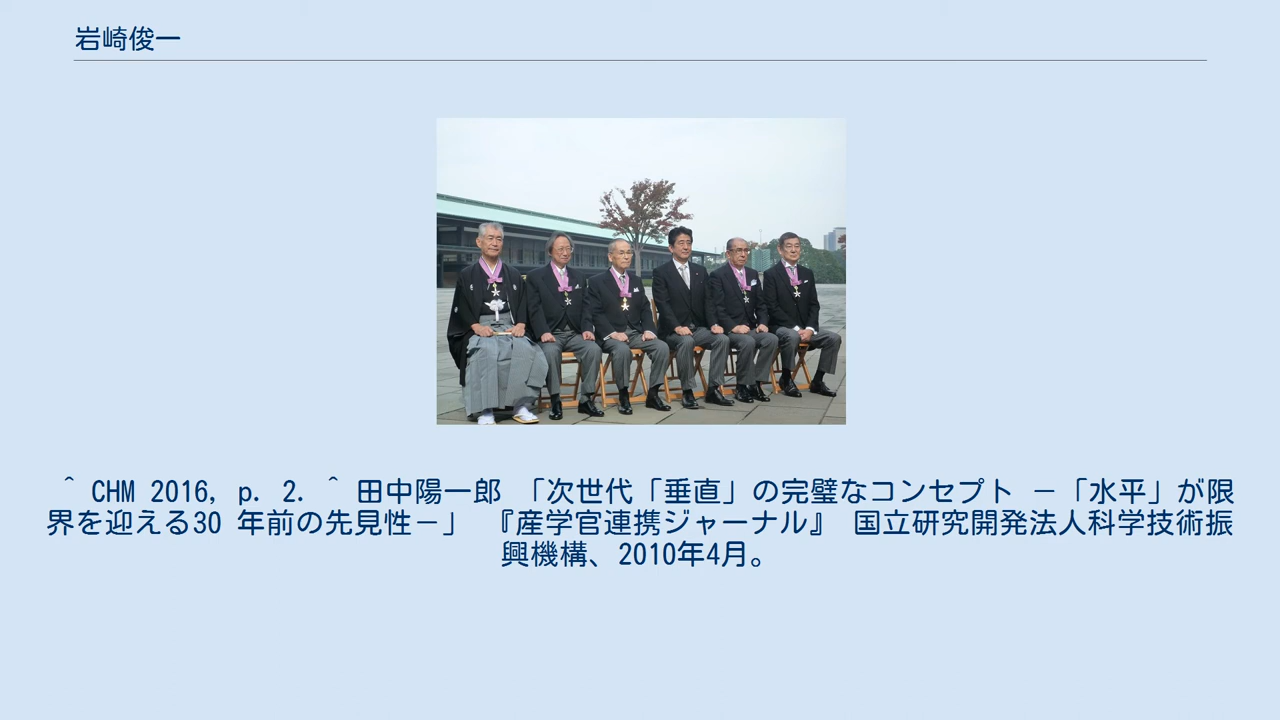 岩崎俊一
^ CHM 2016, p. 2. ^ 田中陽一郎 「次世代「垂直」の完璧なコンセプト －「水平」が限
界を迎える30 年前の先見性－」 『産学官連携ジャーナル』 国立研究開発法人科学技術振
興機構、2010年4月。